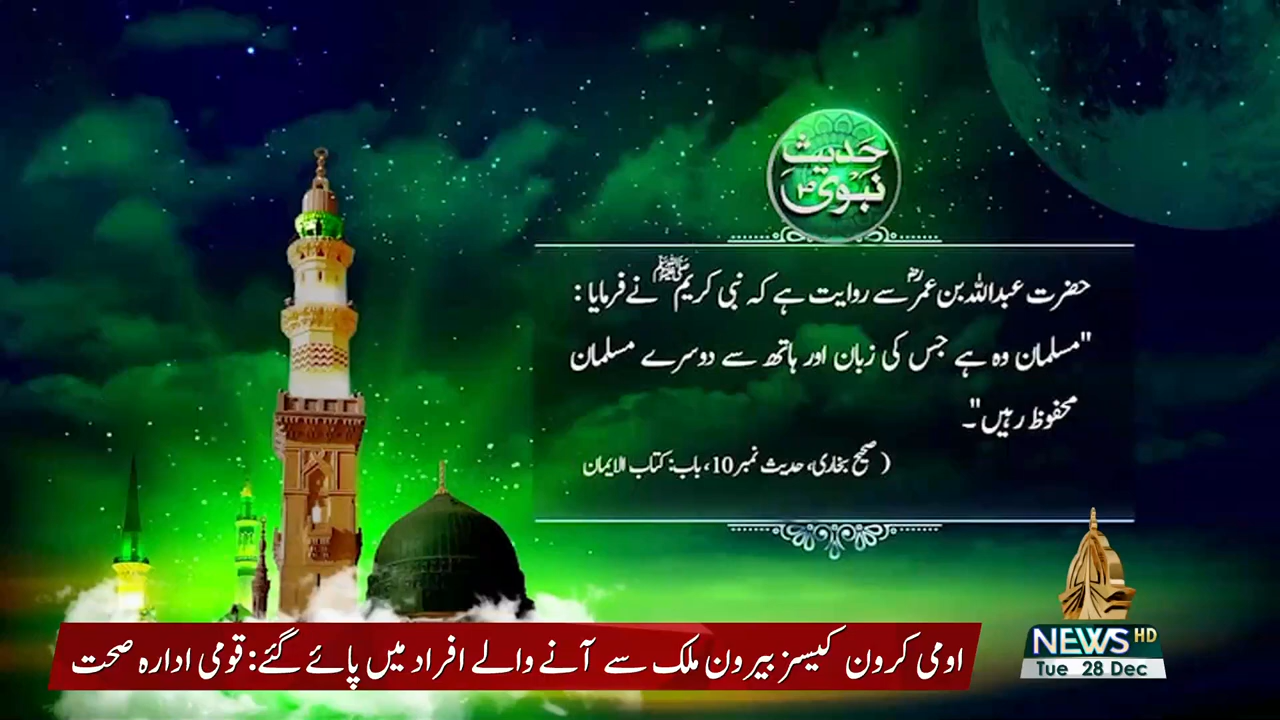 حدیث
نبوی ؐ
حضرت عبداللہ بن عمرؓ سے روایت ہے کہ نبی کریم ﷺ نے فرمایا :
"مسلمان وہ ہے جس کی زبان اور ہاتھ سے دوسرے مسلمان
محفوظ رہیں"۔
( صحیح بخاری، حدیث نمبر 10، باب: کتاب الایمان
NEWS HD
Tue 28 Dec
اومی کرون کیسز بیرون ملک سے آنے والے افراد میں پائے گئے: قومی ادارہ صحت